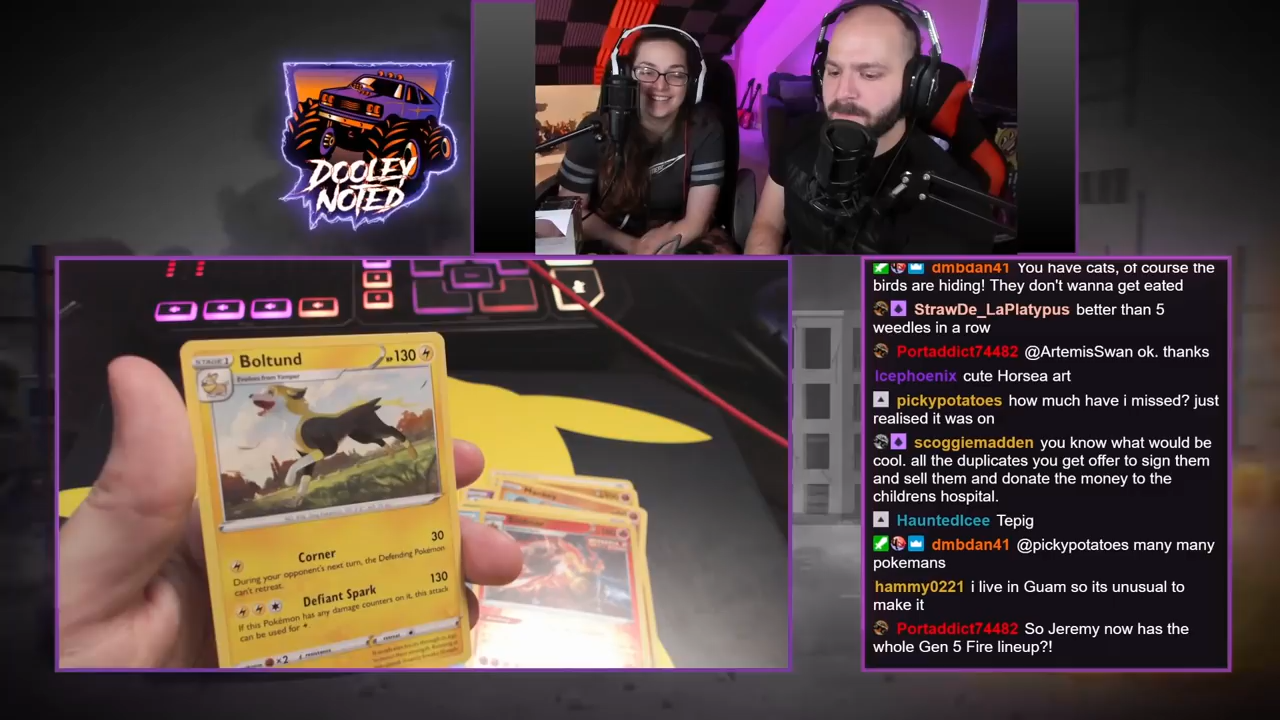 DOOLEY
NOTED
STAGE 1
Boltund
130
Evolves from Yamper
Corner
30
During your opponent's next turn, the Defending Pokémon
can't retreat.
Defiant Spark
130
If this Pokémon has any damage counters on it, this attack
can be used for
×2
resistance
retreat
dmbdan41 You have cats, of course the
birds are hiding! They don't wanna get eated
StrawDe_LaPlatypus better than 5
weedles in a row
Portaddict74482 @ArtemisSwan ok. thanks
Icephoenix cute Horsea art
pickypotatoes how much have i missed? just
realised it was on
scoggiemadden you know what would be
cool. all the duplicates you get offer to sign them
and sell them and donate the money to the
childrens hospital.
HauntedIcee Tepig
dmbdan41 @pickypotatoes many many
pokemans
hammy0221 i live in Guam so its unusual to
make it
Portaddict74482 So Jeremy now has the
whole Gen 5 Fire lineup?!